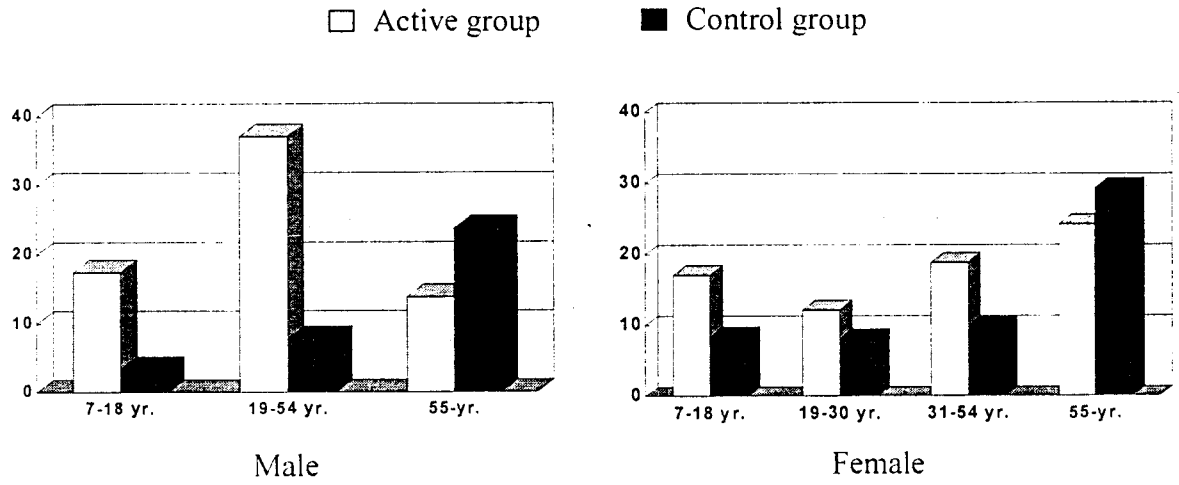 Active group Control group
40
30
20
10
0
7-18 yr. 19-54 yr. 55-yr.
Male
40
30
20
10
0
7-18 yr. 19-30 yr. 31-54 yr. 55-yr.
Female